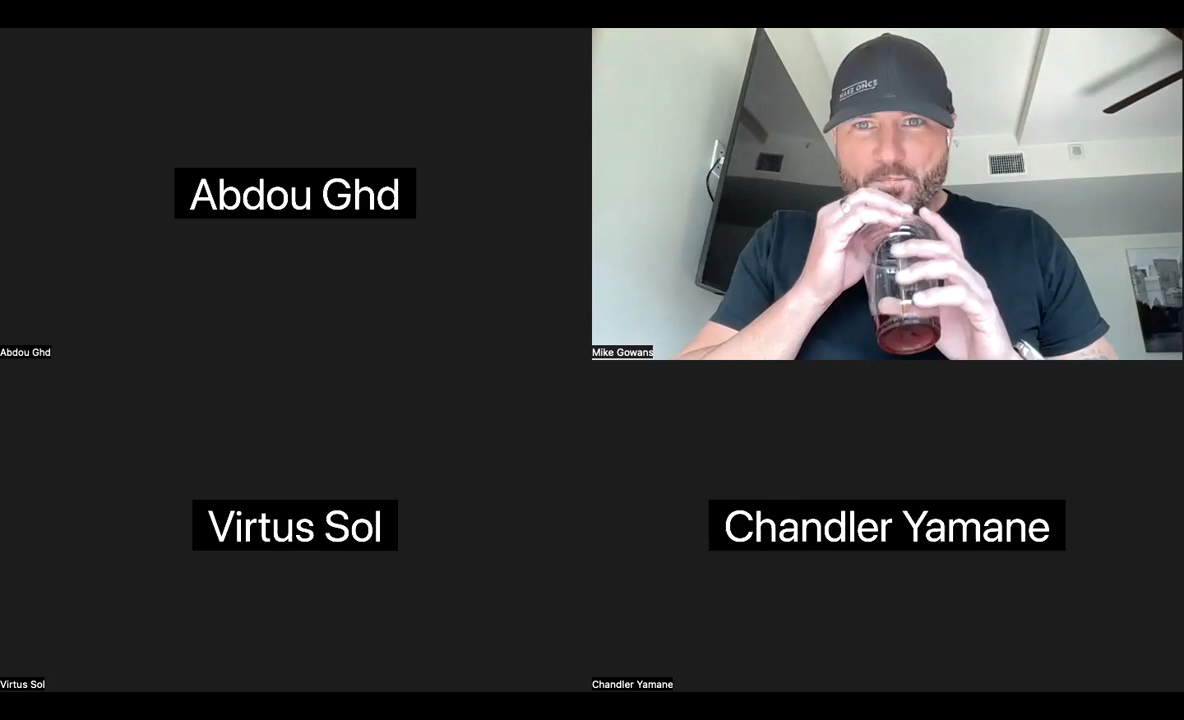 Abdou Ghd
Abdou Ghd
Mike Gowans
Virtus Sol
Chandler Yamane
Virtus Sol
Chandler Yamane